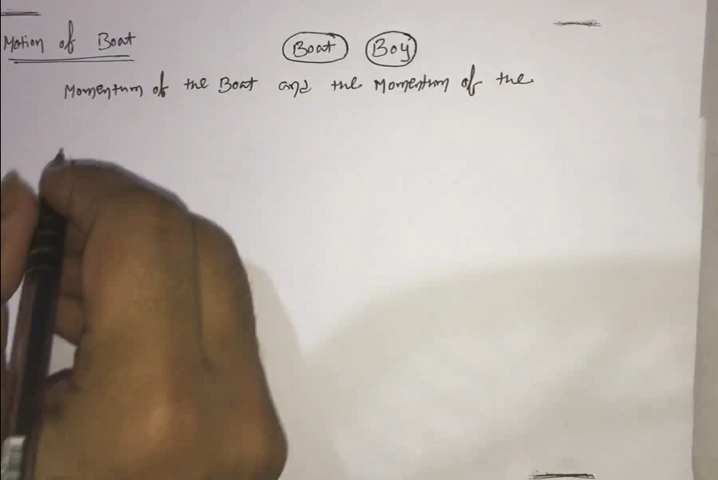 Motion of Boat
Boat Boy
Momentum of the Boat and the Momentum of the